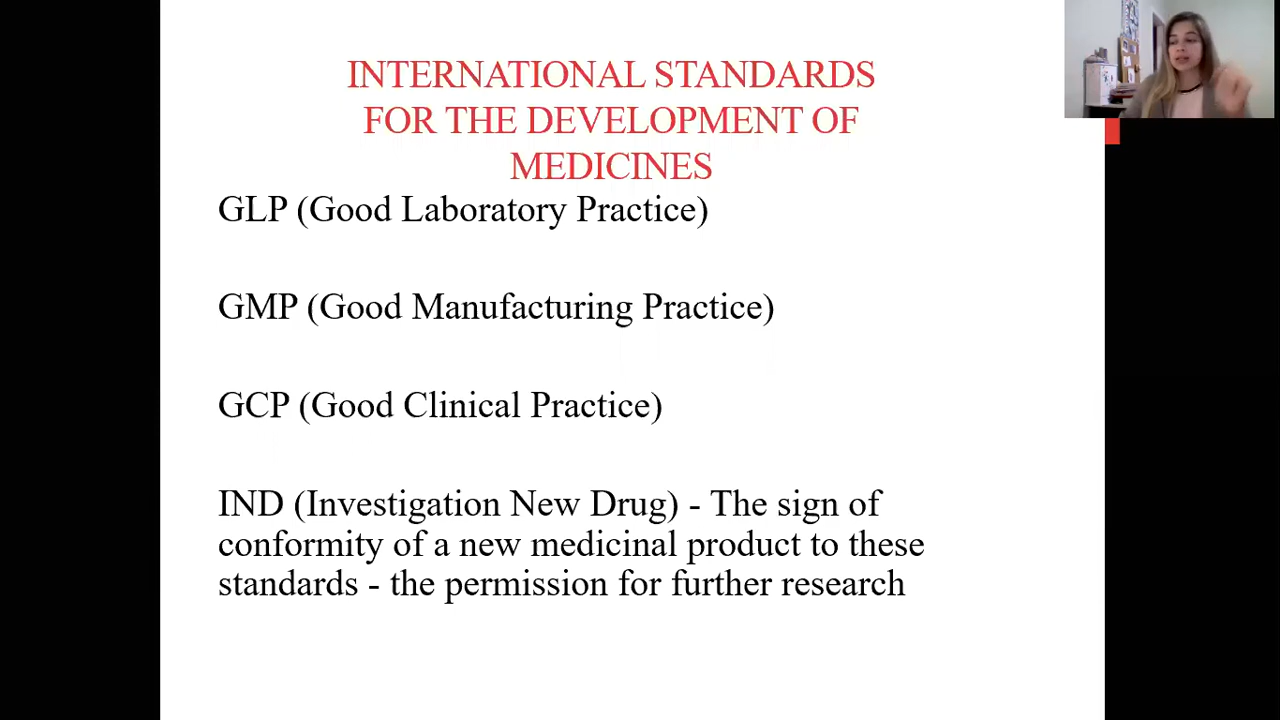 INTERNATIONAL STANDARDS
FOR THE DEVELOPMENT OF
MEDICINES
GLP (Good Laboratory Practice)
GMP (Good Manufacturing Practice)
GCP (Good Clinical Practice)
IND (Investigation New Drug) - The sign of
conformity of a new medicinal product to these
standards - the permission for further research